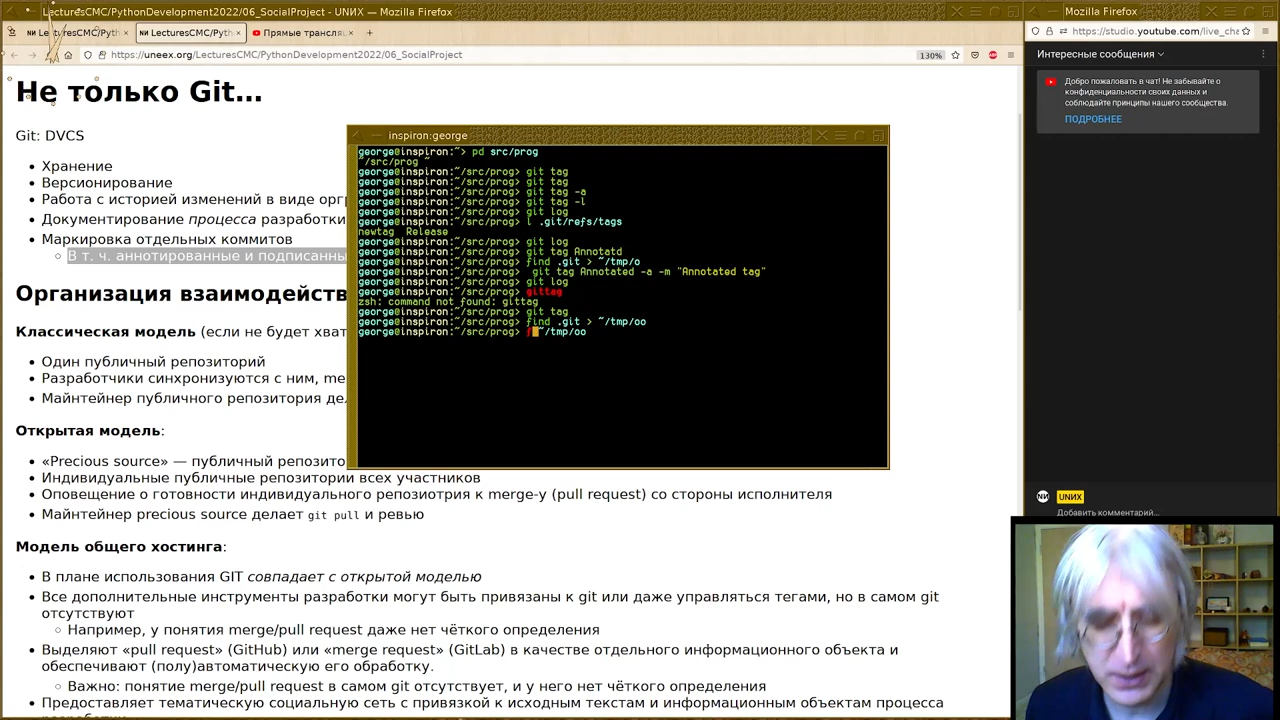 LecturesCMC/PythonDevelopment2022/06_SocialProject - UNИX — Mozilla Firefox
Mozilla Firefox
LecturesCMC/Pyth
LecturesCMC/Pyth
Прямые трансляц
https://uneex.org/LecturesCMC/PythonDevelopment2022/06_SocialProject
130%
https://studio.youtube.com/live_cha
Не только Git…
Git: DVCS
Хранение
Версионирование
Работа с историей изменений в виде
Документирование процесса разработки
Маркировка отдельных коммитов
В т. ч. аннотированные и подписанны
Организация взаимодейств
Классическая модель (если не будет хват
Один публичный репозиторий
Разработчики синхронизуются с ним, me
Майнтейнер публичного репозитория де
Открытая модель:
«Precious source» — публичный репозито
Индивидуальные публичные репозитории всех участников
Оповещение о готовности индивидуального репозиотрия к merge-у (pull request) со стороны исполнителя
Майнтейнер precious source делает git pull и ревью
Модель общего хостинга:
В плане использования GIT совпадает с открытой моделью
Все дополнительные инструменты разработки могут быть привязаны к git или даже управляться тегами, но в самом git
отсутствуют
Например, у понятия merge/pull request даже нет чёткого определения
Выделяют «pull request» (GitHub) или «merge request» (GitLab) в качестве отдельного информационного объекта и
обеспечивают (полу)автоматическую его обработку.
Важно: понятие merge/pull request в самом git отсутствует, и у него нет чёткого определения
Предоставляет тематическую социальную сеть с привязкой к исходным текстам и информационным объектам процесса
inspiron:george
george@inspiron:~> pd src/prog
~/src/prog ~
george@inspiron:~/src/prog> git tag
george@inspiron:~/src/prog> git tag
george@inspiron:~/src/prog> git tag -a
george@inspiron:~/src/prog> git tag -l
george@inspiron:~/src/prog> git log
george@inspiron:~/src/prog> l .git/refs/tags
newtag Release
george@inspiron:~/src/prog> git log
george@inspiron:~/src/prog> git tag Annotatd
george@inspiron:~/src/prog> find .git > ~/tmp/o
george@inspiron:~/src/prog> git tag Annotated -a -m "Annotated tag"
george@inspiron:~/src/prog> git log
george@inspiron:~/src/prog> gittag
zsh: command not found: gittag
george@inspiron:~/src/prog> git tag
george@inspiron:~/src/prog> find .git > ~/tmp/oo
george@inspiron:~/src/prog> f ~/tmp/oo
Интересные сообщения
Добро пожаловать в чат! Не забывайте о
конфиденциальности своих данных и
соблюдайте принципы нашего сообщества.
ПОДРОБНЕЕ
UNИX
Добавить комментарий...